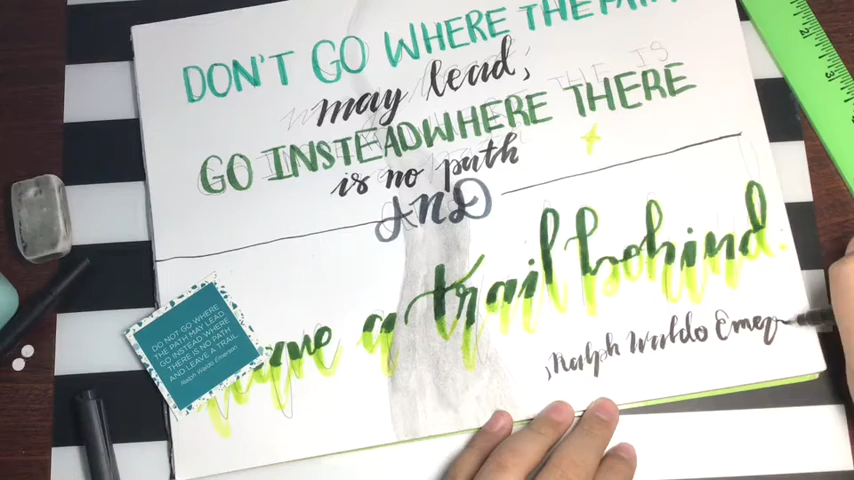 DON'T GO WHERE THE PATH
may lead,
GO INSTEADWHERE THERE
is no path
AND
a trail behind.
DO NOT GO WHERE
THE PATH MAY LEAD
GO INSTEAD WHERE
THERE IS NO PATH
AND LEAVE A TRAIL
Ralph Waldo Emerson
Ralph Waldo Emer